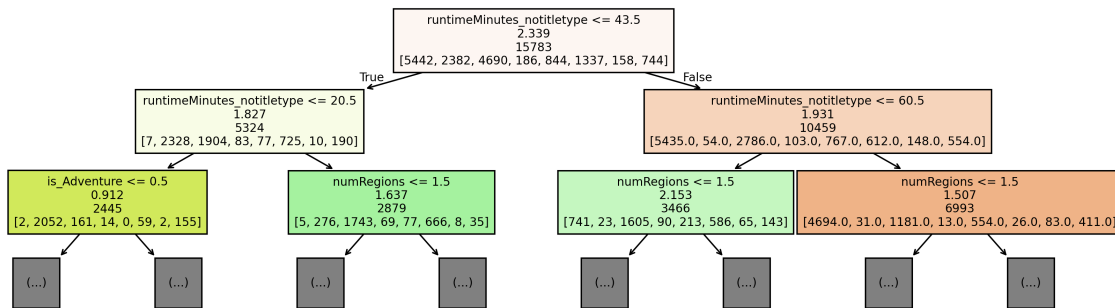 runtimeMinutes_notitletype <= 43.5
2.339
15783
[5442, 2382, 4690, 186, 844, 1337, 158, 744]
True
False
runtimeMinutes_notitletype <= 20.5
1.827
5324
[7, 2328, 1904, 83, 77, 725, 10, 190]
runtimeMinutes_notitletype <= 60.5
1.931
10459
[5435.0, 54.0, 2786.0, 103.0, 767.0, 612.0, 148.0, 554.0]
is_Adventure <= 0.5
0.912
2445
[2, 2052, 161, 14, 0, 59, 2, 155]
numRegions <= 1.5
1.637
2879
[5, 276, 1743, 69, 77, 666, 8, 35]
numRegions <= 1.5
2.153
3466
[741, 23, 1605, 90, 213, 586, 65, 143]
numRegions <= 1.5
1.507
6993
[4694.0, 31.0, 1181.0, 13.0, 554.0, 26.0, 83.0, 411.0]
(...)
(...)
(...)
(...)
(...)
(...)
(...)
(...)